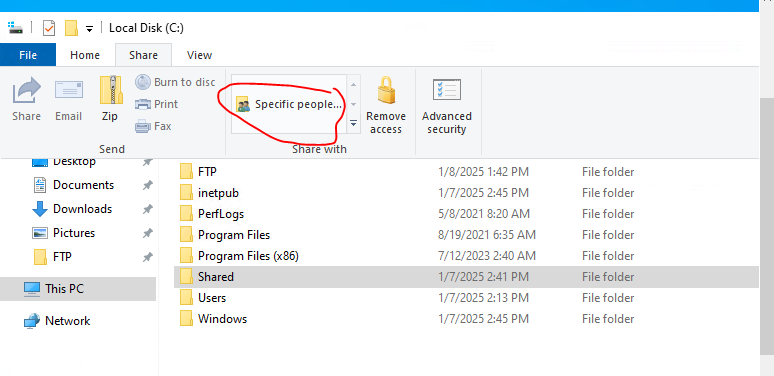 Local Disk (C:)
File Home Share View
Share
Email
Zip
Burn to disc
Print
Fax
Send
Specific people...
Share with
Remove
access
Advanced
security
Desktop
Documents
Downloads
Pictures
FTP
This PC
Network
FTP 1/8/2025 1:42 PM File folder
inetpub 1/7/2025 2:45 PM File folder
PerfLogs 5/8/2021 8:20 AM File folder
Program Files 8/19/2021 6:35 AM File folder
Program Files (x86) 7/12/2023 2:40 AM File folder
Shared 1/7/2025 2:41 PM File folder
Users 1/7/2025 2:13 PM File folder
Windows 1/7/2025 2:45 PM File folder